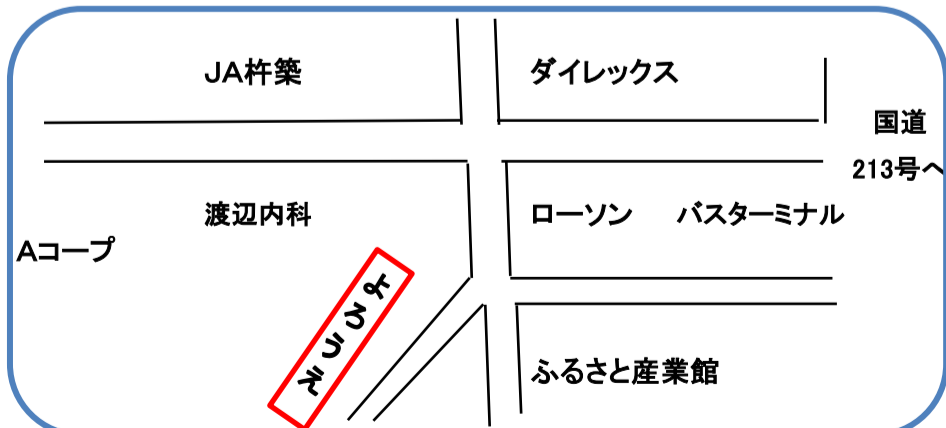 JA杵築
ダイレックス
国道
213号へ
渡辺内科
ローソン バスターミナル
Aコープ
よろうえ
ふるさと産業館